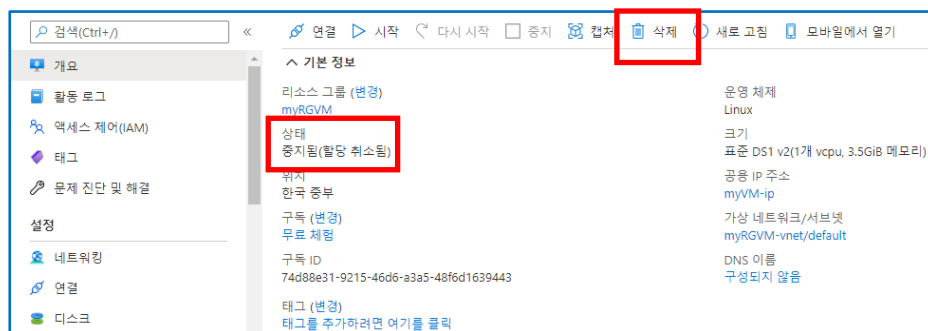 검색(Ctrl+/)
«
연결 시작 다시 시작 중지 캡처 삭제 새로 고침 모바일에서 열기
개요
활동 로그
액세스 제어(IAM)
태그
문제 진단 및 해결
설정
네트워킹
연결
디스크
기본 정보
리소스 그룹 (변경)
myRGVM
상태
중지됨(할당 취소됨)
위치
한국 중부
구독 (변경)
무료 체험
구독 ID
74d88e31-9215-46d6-a3a5-48f6d1639443
태그 (변경)
태그를 추가하려면 여기를 클릭
운영 체제
Linux
크기
표준 DS1 v2(1개 vcpu, 3.5GiB 메모리)
공용 IP 주소
myVM-ip
가상 네트워크/서브넷
myRGVM-vnet/default
DNS 이름
구성되지 않음